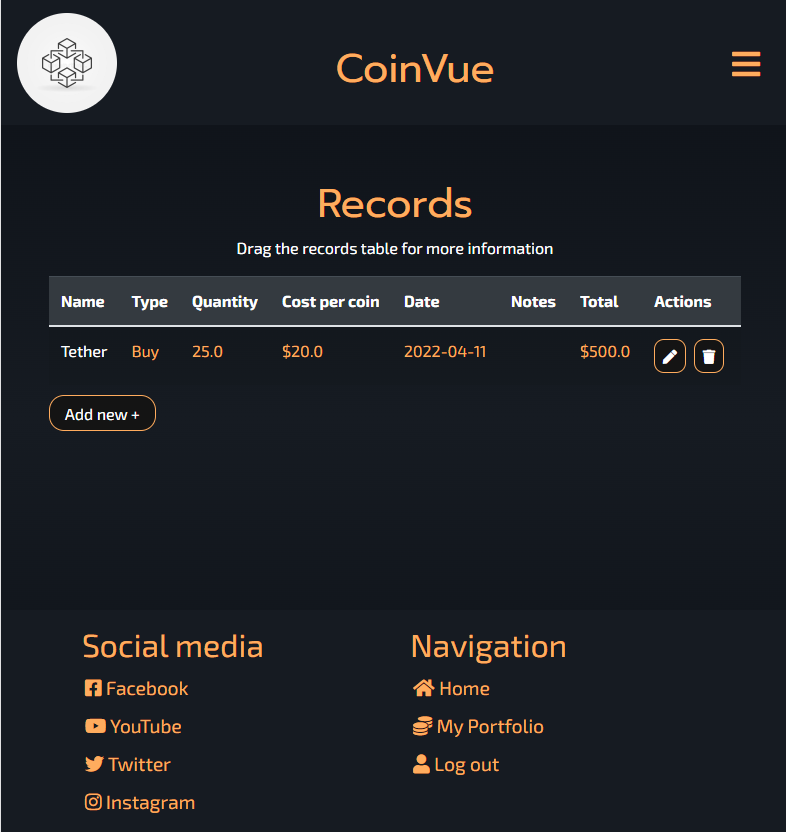 CoinVue
Records
Drag the records table for more information
Name Type Quantity Cost per coin Date Notes Total Actions
Tether Buy 25.0 $20.0 2022-04-11 $500.0
Add new +
Social media
Facebook
YouTube
Twitter
Instagram
Navigation
Home
My Portfolio
Log out